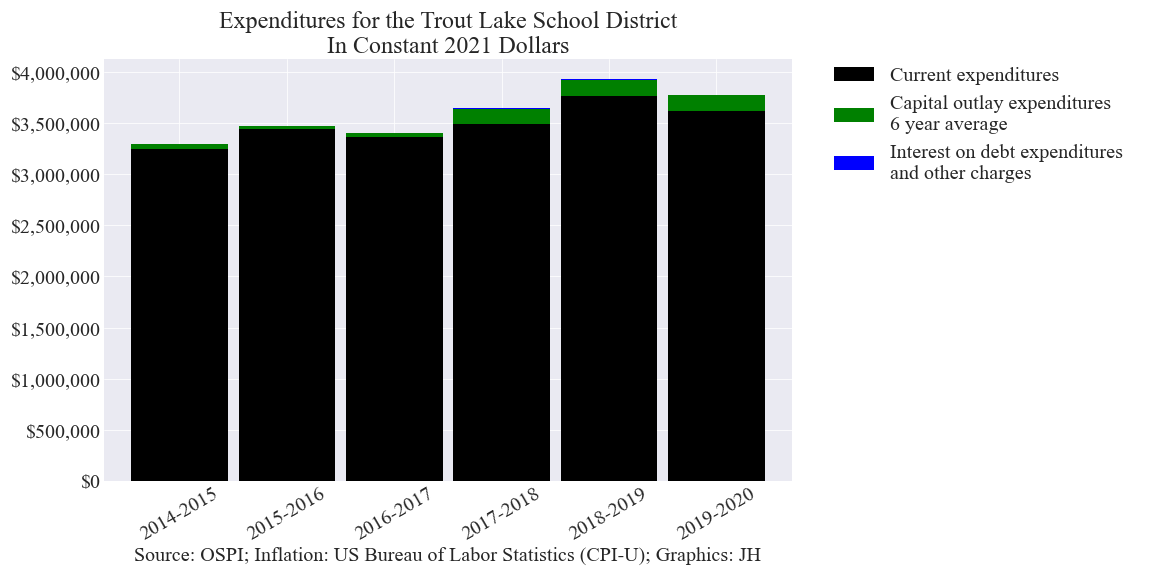 Expenditures for the Trout Lake School District
In Constant 2021 Dollars
$4,000,000
$3,500,000
$3,000,000
$2,500,000
$2,000,000
$1,500,000
$1,000,000
$500,000
$0
2014-2015
2015-2016
2016-2017
2017-2018
2018-2019
2019-2020
Source: OSPI; Inflation: US Bureau of Labor Statistics (CPI-U); Graphics: JH
Current expenditures
Capital outlay expenditures
6 year average
Interest on debt expenditures
and other charges